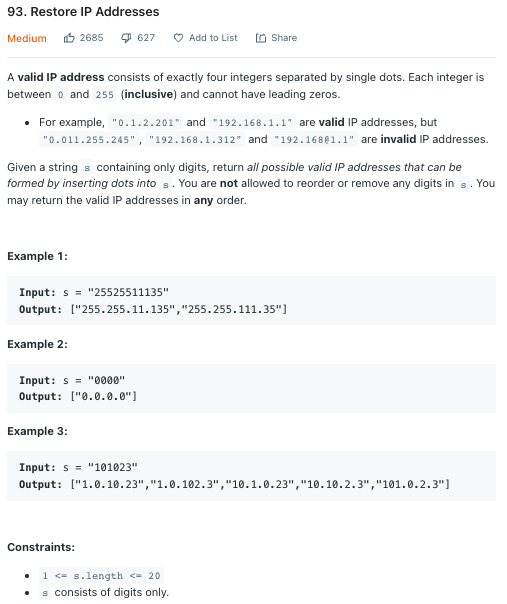 93. Restore IP Addresses
Medium 2685 627 Add to List Share
A valid IP address consists of exactly four integers separated by single dots. Each integer is
between 0 and 255 (inclusive) and cannot have leading zeros.
• For example, "0.1.2.201" and "192.168.1.1" are valid IP addresses, but
"0.011.255.245", "192.168.1.312" and "192.168@1.1" are invalid IP addresses.
Given a string s containing only digits, return all possible valid IP addresses that can be
formed by inserting dots into s. You are not allowed to reorder or remove any digits in s. You
may return the valid IP addresses in any order.
Example 1:
Input: s = "25525511135"
Output: ["255.255.11.135","255.255.111.35"]
Example 2:
Input: s = "0000"
Output: ["0.0.0.0"]
Example 3:
Input: s = "101023"
Output: ["1.0.10.23","1.0.102.3","10.1.0.23","10.10.2.3","101.0.2.3"]
Constraints:
• 1 <= s.length <= 20
• s consists of digits only.